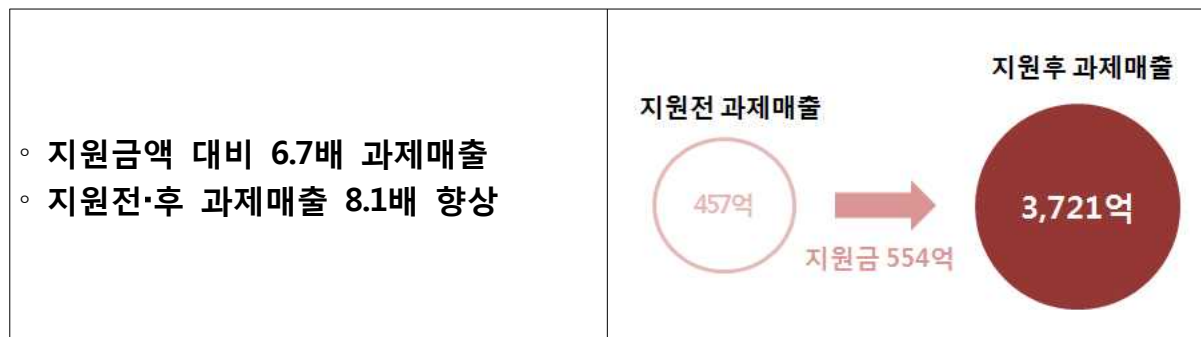 ◦ 지원금액 대비 6.7배 과제매출
◦ 지원전·후 과제매출 8.1배 향상
지원전 과제매출
457억
지원금 554억
지원후 과제매출
3,721억